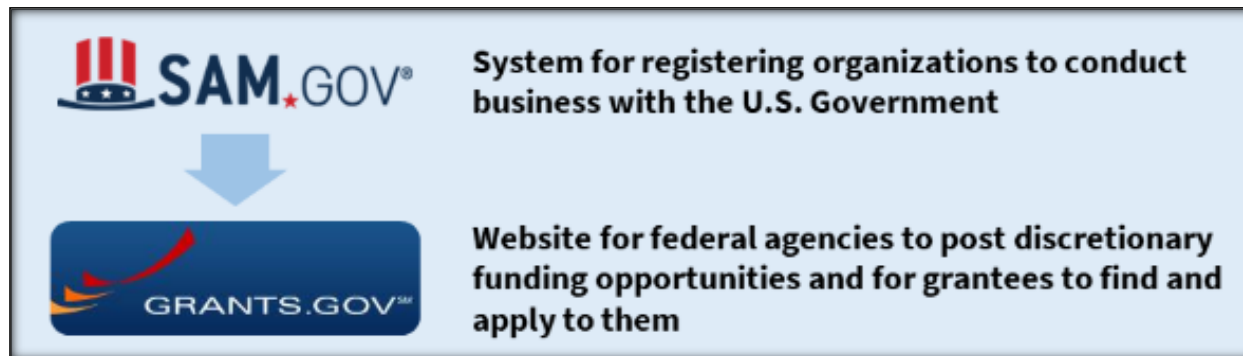 SAM.GOV®
System for registering organizations to conduct
business with the U.S. Government
GRANTS.GOV℠
Website for federal agencies to post discretionary
funding opportunities and for grantees to find and
apply to them